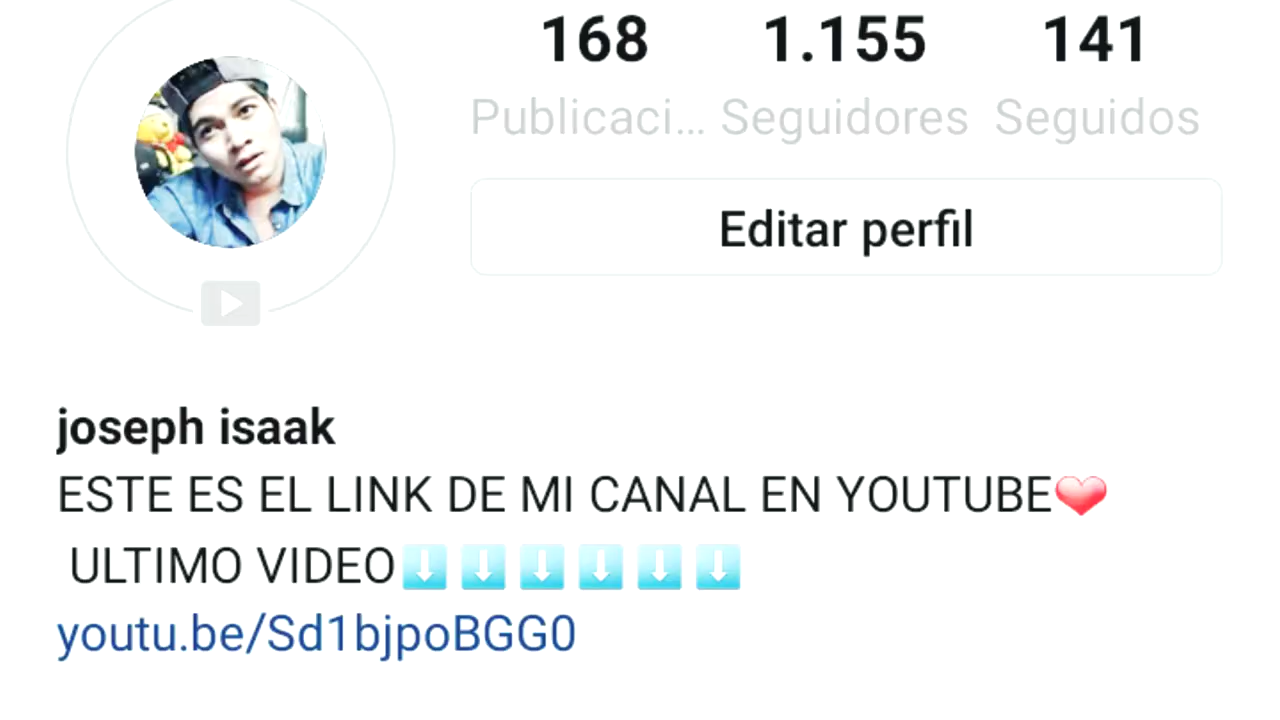 168 1.155 141
Publicaci... Seguidores Seguidos
Editar perfil
joseph isaak
ESTE ES EL LINK DE MI CANAL EN YOUTUBE❤
ULTIMO VIDEO⬇⬇⬇⬇⬇⬇
youtu.be/Sd1bjpoBGG0